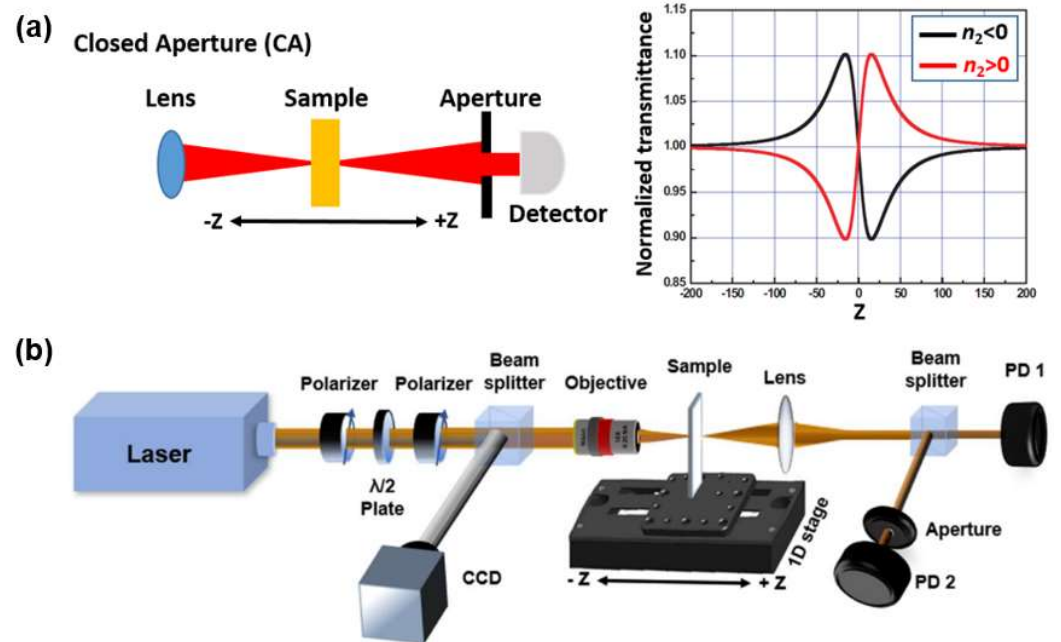 (a)
Closed Aperture (CA)
Lens
Sample
Aperture
-Z
+Z
Detector
Normalized transmittance
1.15
1.10
1.05
1.00
0.95
0.90
0.85
-200
-150
-100
-50
0
50
100
150
200
Z
n₂<0
n₂>0
(b)
Laser
Polarizer
λ/2
Plate
Polarizer
Beam
splitter
CCD
Objective
Sample
Lens
1D stage
- Z
+ Z
Beam
splitter
PD 1
Aperture
PD 2